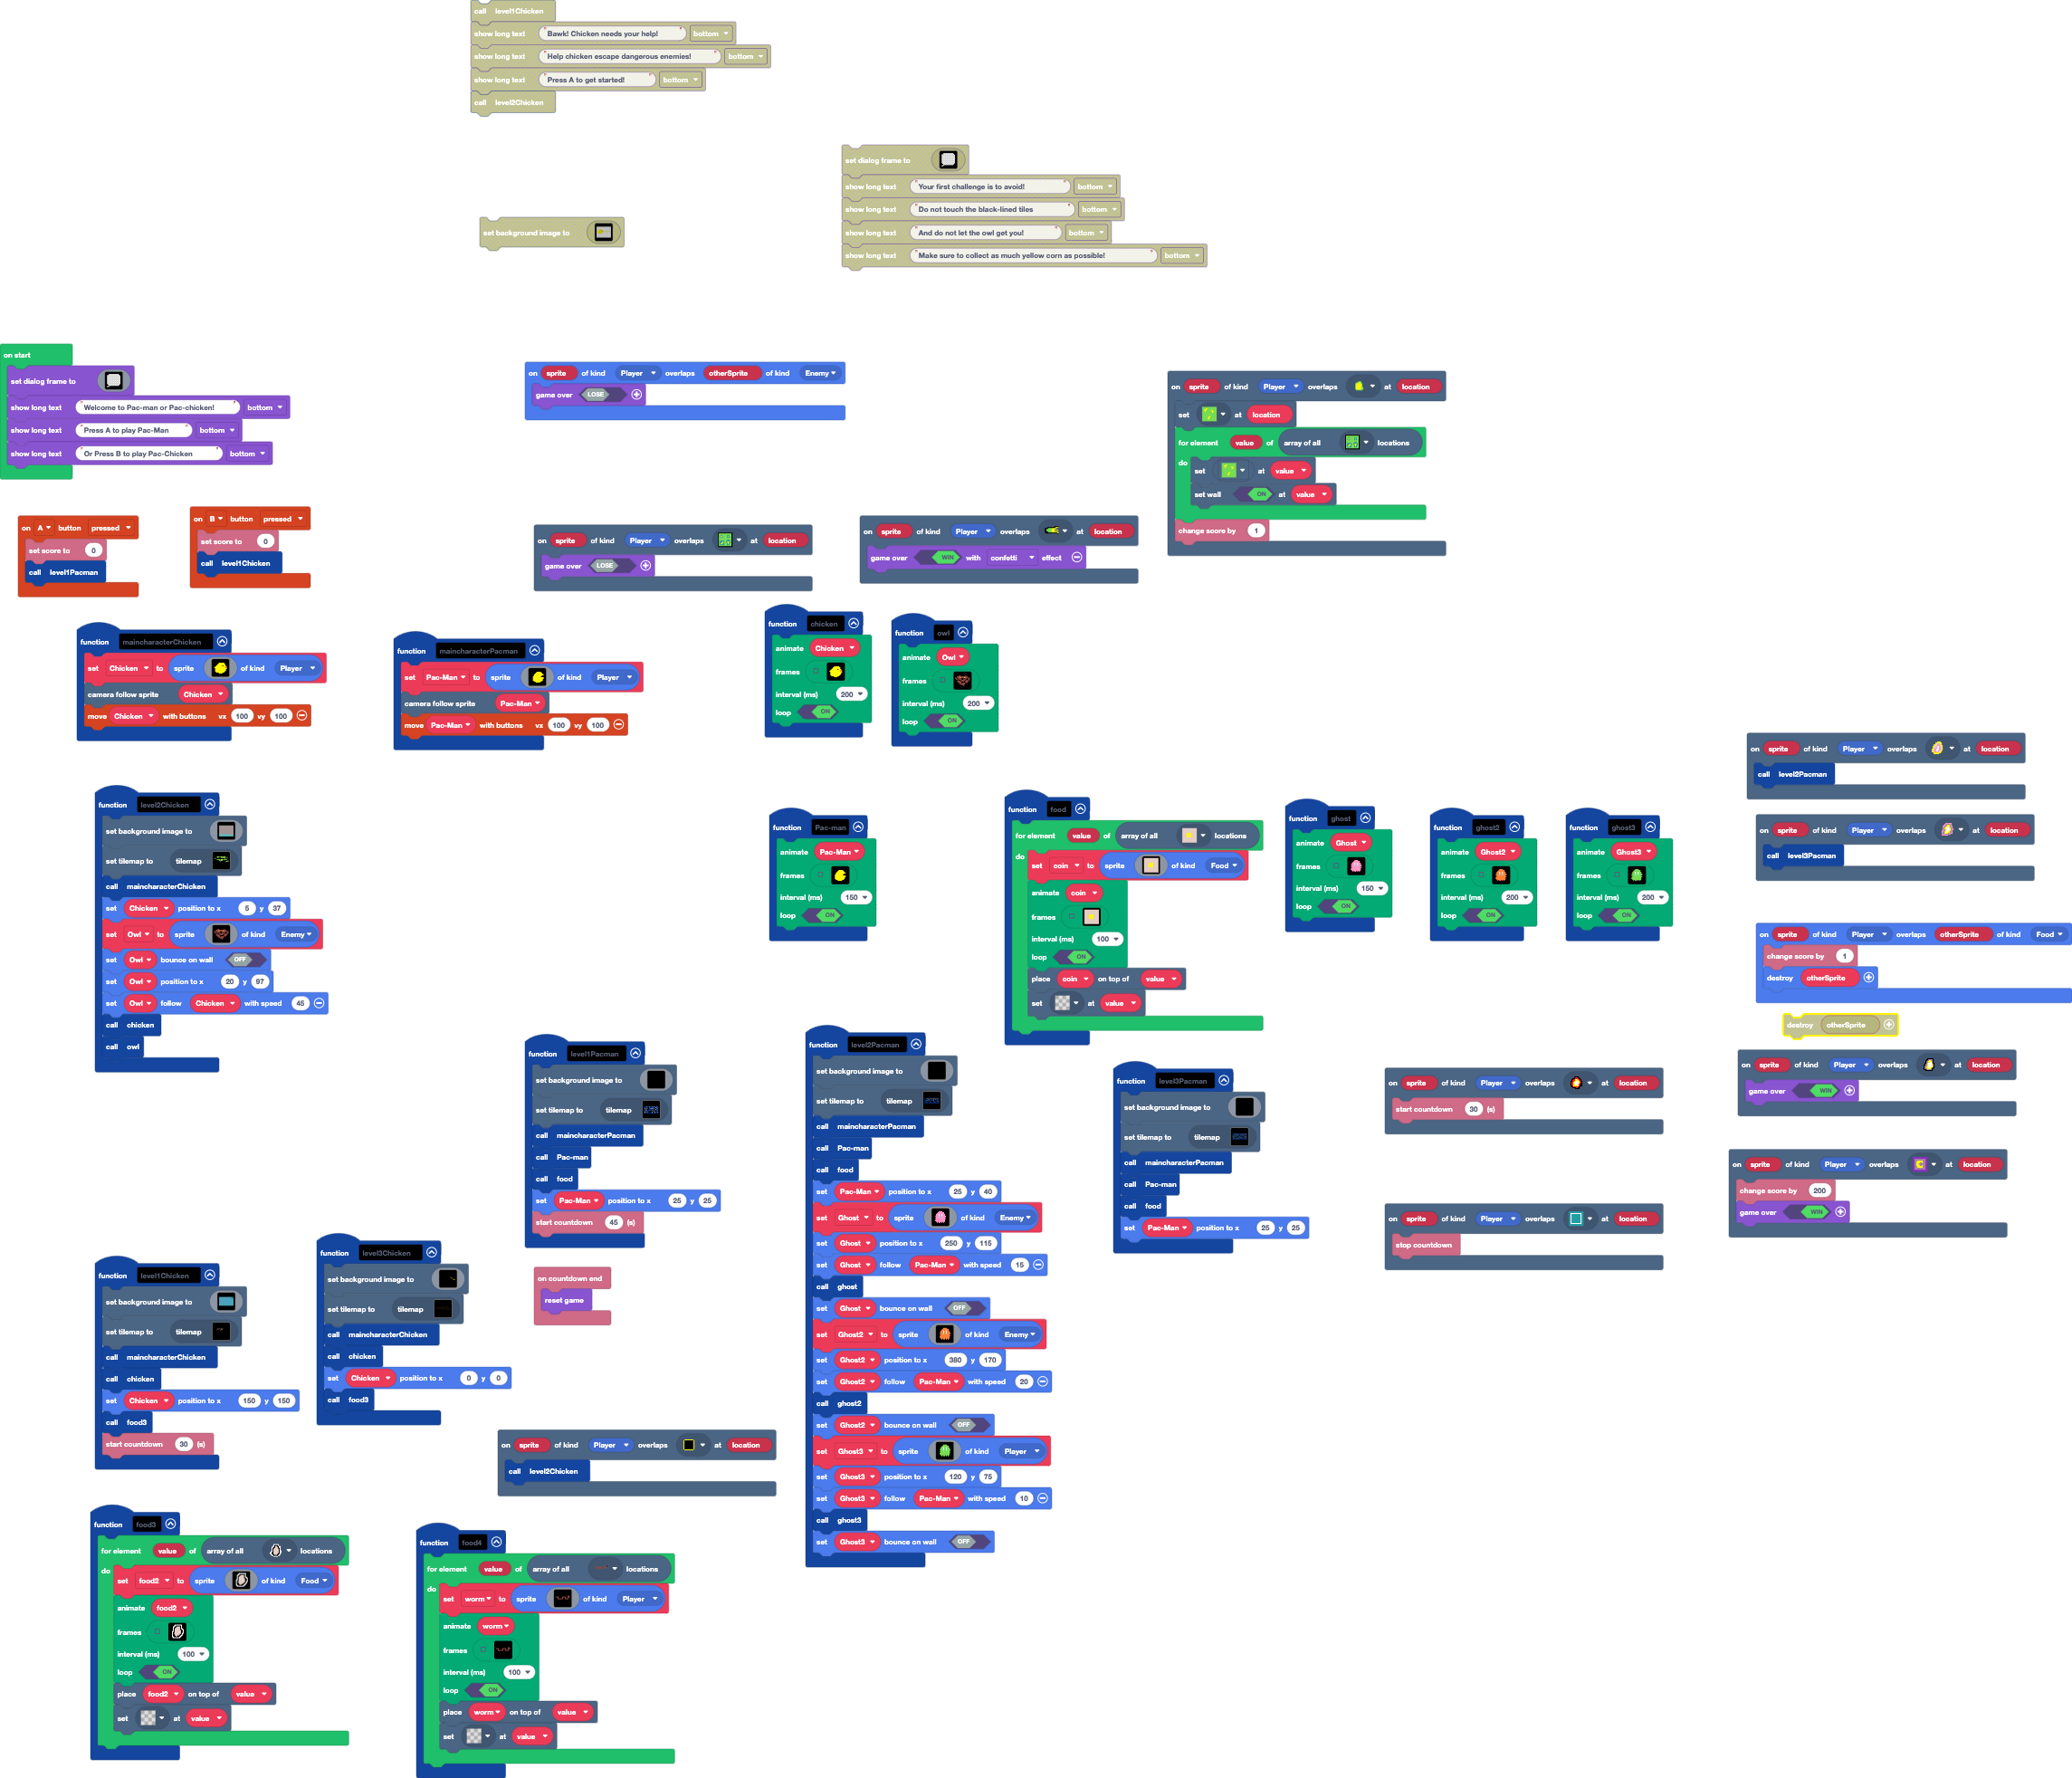 call level1Chicken
show long text " Bawk! Chicken needs your help! " bottom
show long text " Help chicken escape dangerous enemies! " bottom
show long text " Press A to get started! " bottom
call level2Chicken
set dialog frame to
show long text " Your first challenge is to avoid! " bottom
show long text " Do not touch the black-lined tiles " bottom
show long text " And do not let the owl get you! " bottom
show long text " Make sure to collect as much yellow corn as possible! " bottom
set background image to
on start
set dialog frame to
show long text " Welcome to Pac-man or Pac-chicken! " bottom
show long text " Press A to play Pac-Man " bottom
show long text " Or Press B to play Pac-Chicken " bottom
on sprite of kind Player overlaps otherSprite of kind Enemy
game over LOSE
on sprite of kind Player overlaps at location
set at location
for element value of array of all locations
do
set at value
set wall ON at value
change score by 1
on A button pressed
set score to 0
call level1Pacman
on B button pressed
set score to 0
call level1Chicken
on sprite of kind Player overlaps at location
game over LOSE
on sprite of kind Player overlaps at location
game over WIN with confetti effect
function maincharacterChicken
set Chicken to sprite of kind Player
camera follow sprite Chicken
move Chicken with buttons vx 100 vy 100
function maincharacterPacman
set Pac-Man to sprite of kind Player
camera follow sprite Pac-Man
move Pac-Man with buttons vx 100 vy 100
function chicken
animate Chicken
frames
interval (ms) 200
loop ON
function owl
animate Owl
frames
interval (ms) 200
loop ON
on sprite of kind Player overlaps at location
call level2Pacman
on sprite of kind Player overlaps at location
call level3Pacman
function level2Chicken
set background image to
set tilemap to tilemap
call maincharacterChicken
set Chicken position to x 5 y 37
set Owl to sprite of kind Enemy
set Owl bounce on wall OFF
set Owl position to x 20 y 97
set Owl follow Chicken with speed 45
call chicken
call owl
function Pac-man
animate Pac-Man
frames
interval (ms) 150
loop ON
function food
for element value of array of all locations
do
set coin to sprite of kind Food
animate coin
frames
interval (ms) 100
loop ON
place coin on top of value
set at value
function ghost
animate Ghost
frames
interval (ms) 150
loop ON
function ghost2
animate Ghost2
frames
interval (ms) 200
loop ON
function ghost3
animate Ghost3
frames
interval (ms) 200
loop ON
on sprite of kind Player overlaps otherSprite of kind Food
change score by 1
destroy otherSprite
destroy otherSprite
on sprite of kind Player overlaps at location
game over WIN
on sprite of kind Player overlaps at location
change score by 200
game over WIN
function level1Pacman
set background image to
set tilemap to tilemap
call maincharacterPacman
call Pac-man
call food
set Pac-Man position to x 25 y 25
start countdown 45 (s)
on countdown end
reset game
function level2Pacman
set background image to
set tilemap to tilemap
call maincharacterPacman
call Pac-man
call food
set Pac-Man position to x 25 y 40
set Ghost to sprite of kind Enemy
set Ghost position to x 250 y 115
set Ghost follow Pac-Man with speed 15
call ghost
set Ghost bounce on wall OFF
set Ghost2 to sprite of kind Enemy
set Ghost2 position to x 380 y 170
set Ghost2 follow Pac-Man with speed 20
call ghost2
set Ghost2 bounce on wall OFF
set Ghost3 to sprite of kind Player
set Ghost3 position to x 120 y 75
set Ghost3 follow Pac-Man with speed 10
call ghost3
set Ghost3 bounce on wall OFF
function level3Pacman
set background image to
set tilemap to tilemap
call maincharacterPacman
call Pac-man
call food
set Pac-Man position to x 25 y 25
on sprite of kind Player overlaps at location
start countdown 30 (s)
on sprite of kind Player overlaps at location
stop countdown
function level1Chicken
set background image to
set tilemap to tilemap
call maincharacterChicken
call chicken
set Chicken position to x 150 y 150
call food3
start countdown 30 (s)
function level3Chicken
set background image to
set tilemap to tilemap
call maincharacterChicken
call chicken
set Chicken position to x 0 y 0
call food3
on sprite of kind Player overlaps at location
call level2Chicken
function food3
for element value of array of all locations
do
set food2 to sprite of kind Food
animate food2
frames
interval (ms) 100
loop ON
place food2 on top of value
set at value
function food4
for element value of array of all locations
do
set worm to sprite of kind Player
animate worm
frames
interval (ms) 100
loop ON
place worm on top of value
set at value